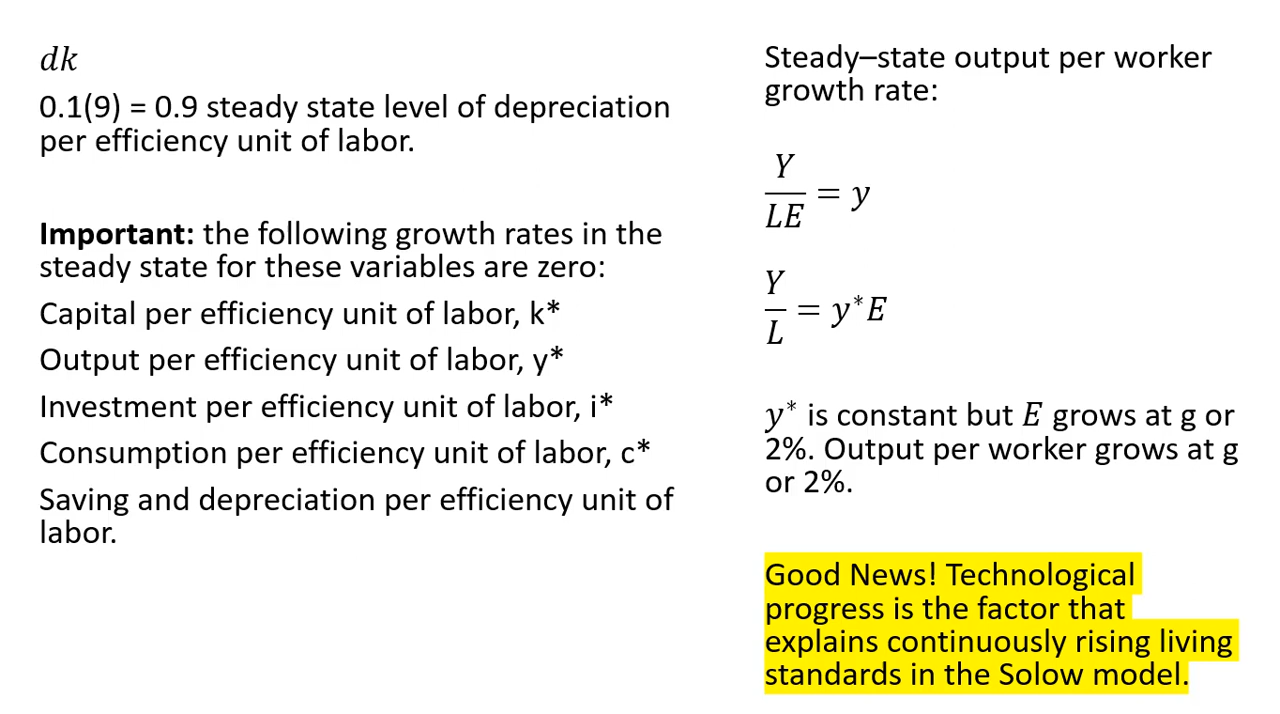 dk
0.1(9) = 0.9 steady state level of depreciation
per efficiency unit of labor.
Important: the following growth rates in the
steady state for these variables are zero:
Capital per efficiency unit of labor, k*
Output per efficiency unit of labor, y*
Investment per efficiency unit of labor, i*
Consumption per efficiency unit of labor, c*
Saving and depreciation per efficiency unit of
labor.
Steady–state output per worker
growth rate:
Y
LE
= y
Y
L
= y*E
y* is constant but E grows at g or
2%. Output per worker grows at g
or 2%.
Good News! Technological
progress is the factor that
explains continuously rising living
standards in the Solow model.